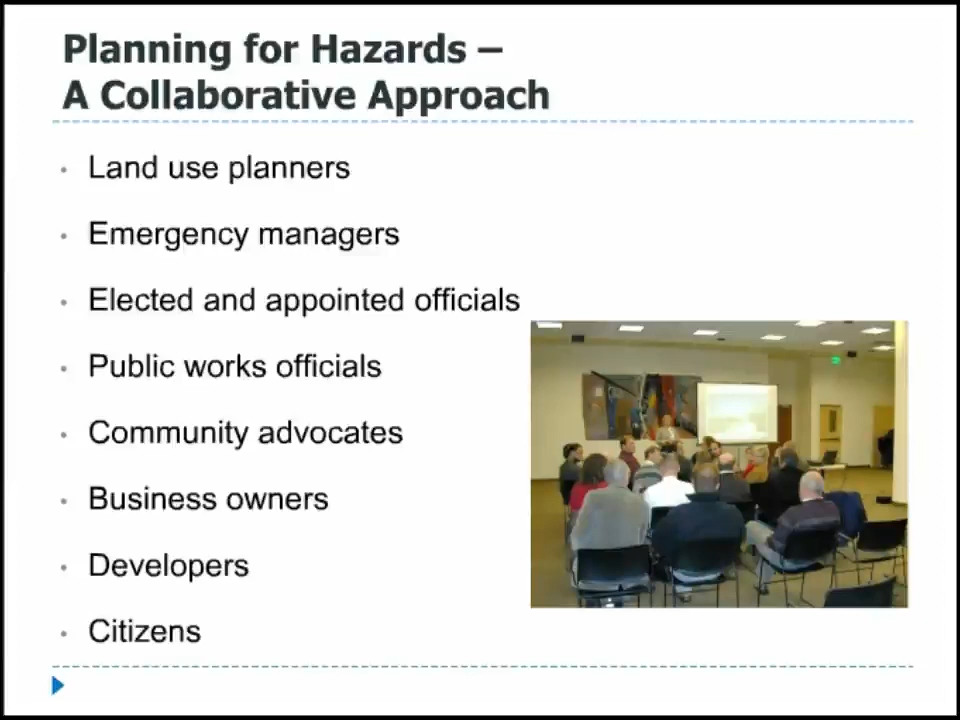 Planning for Hazards –
A Collaborative Approach
• Land use planners
• Emergency managers
• Elected and appointed officials
• Public works officials
• Community advocates
• Business owners
• Developers
• Citizens